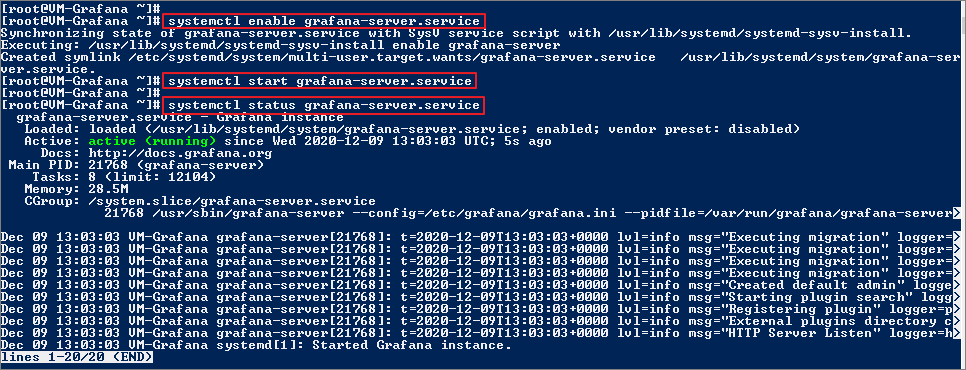 [root@VM-Grafana ~]#
[root@VM-Grafana ~]# systemctl enable grafana-server.service
Synchronizing state of grafana-server.service with SysV service script with /usr/lib/systemd/systemd-sysv-install.
Executing: /usr/lib/systemd/systemd-sysv-install enable grafana-server
Created symlink /etc/systemd/system/multi-user.target.wants/grafana-server.service   /usr/lib/systemd/system/grafana-ser
ver.service.
[root@VM-Grafana ~]# systemctl start grafana-server.service
[root@VM-Grafana ~]#
[root@VM-Grafana ~]# systemctl status grafana-server.service
grafana-server.service - Grafana instance
Loaded: loaded (/usr/lib/systemd/system/grafana-server.service; enabled; vendor preset: disabled)
Active: active (running) since Wed 2020-12-09 13:03:03 UTC; 5s ago
Docs: http://docs.grafana.org
Main PID: 21768 (grafana-server)
Tasks: 8 (limit: 12104)
Memory: 28.5M
CGroup: /system.slice/grafana-server.service
21768 /usr/sbin/grafana-server --config=/etc/grafana/grafana.ini --pidfile=/var/run/grafana/grafana-server>
Dec 09 13:03:03 VM-Grafana grafana-server[21768]: t=2020-12-09T13:03:03+0000 lvl=info msg="Executing migration" logger=>
Dec 09 13:03:03 VM-Grafana grafana-server[21768]: t=2020-12-09T13:03:03+0000 lvl=info msg="Executing migration" logger=>
Dec 09 13:03:03 VM-Grafana grafana-server[21768]: t=2020-12-09T13:03:03+0000 lvl=info msg="Executing migration" logger=>
Dec 09 13:03:03 VM-Grafana grafana-server[21768]: t=2020-12-09T13:03:03+0000 lvl=info msg="Executing migration" logger=>
Dec 09 13:03:03 VM-Grafana grafana-server[21768]: t=2020-12-09T13:03:03+0000 lvl=info msg="Created default admin" logge>
Dec 09 13:03:03 VM-Grafana grafana-server[21768]: t=2020-12-09T13:03:03+0000 lvl=info msg="Starting plugin search" logg>
Dec 09 13:03:03 VM-Grafana grafana-server[21768]: t=2020-12-09T13:03:03+0000 lvl=info msg="Registering plugin" logger=p>
Dec 09 13:03:03 VM-Grafana grafana-server[21768]: t=2020-12-09T13:03:03+0000 lvl=info msg="External plugins directory c>
Dec 09 13:03:03 VM-Grafana grafana-server[21768]: t=2020-12-09T13:03:03+0000 lvl=info msg="HTTP Server Listen" logger=h>
Dec 09 13:03:03 VM-Grafana systemd[1]: Started Grafana instance.
lines 1-20/20 (END)